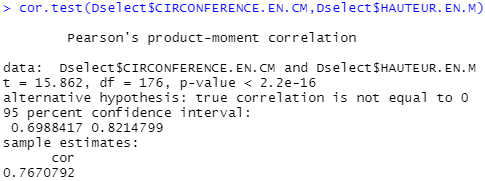 > cor.test(Dselect$CIRCONFERENCE.EN.CM,Dselect$HAUTEUR.EN.M)
Pearson's product-moment correlation
data:  Dselect$CIRCONFERENCE.EN.CM and Dselect$HAUTEUR.EN.M
t = 15.862, df = 176, p-value < 2.2e-16
alternative hypothesis: true correlation is not equal to 0
95 percent confidence interval:
0.6988417 0.8214799
sample estimates:
cor
0.7670792